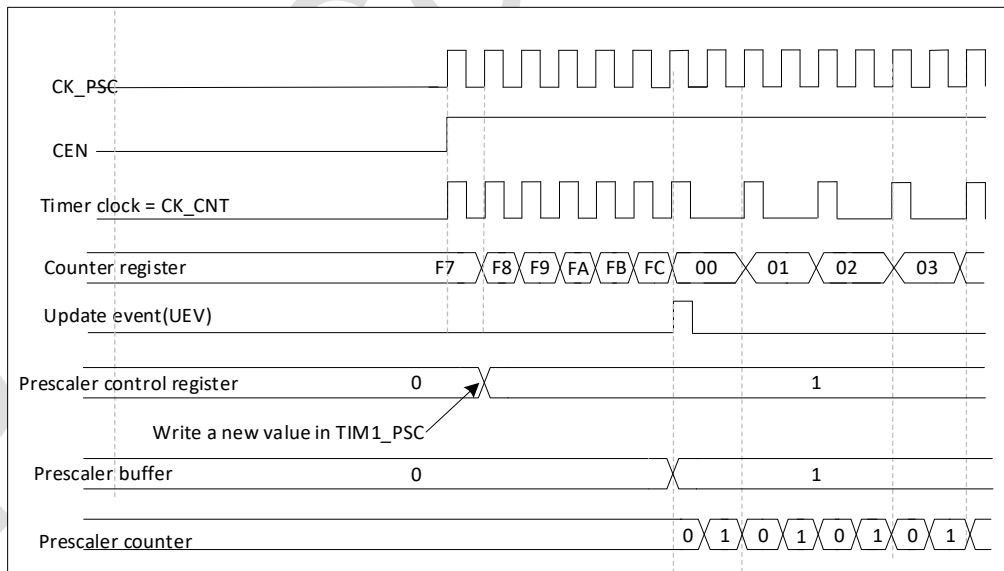 CK_PSC
CEN
Timer clock = CK_CNT
Counter register F7 F8 F9 FA FB FC 00 01 02 03
Update event(UEV)
Prescaler control register 0 1
Write a new value in TIM1_PSC
Prescaler buffer 0 1
Prescaler counter 0 1 0 1 0 1 0 1